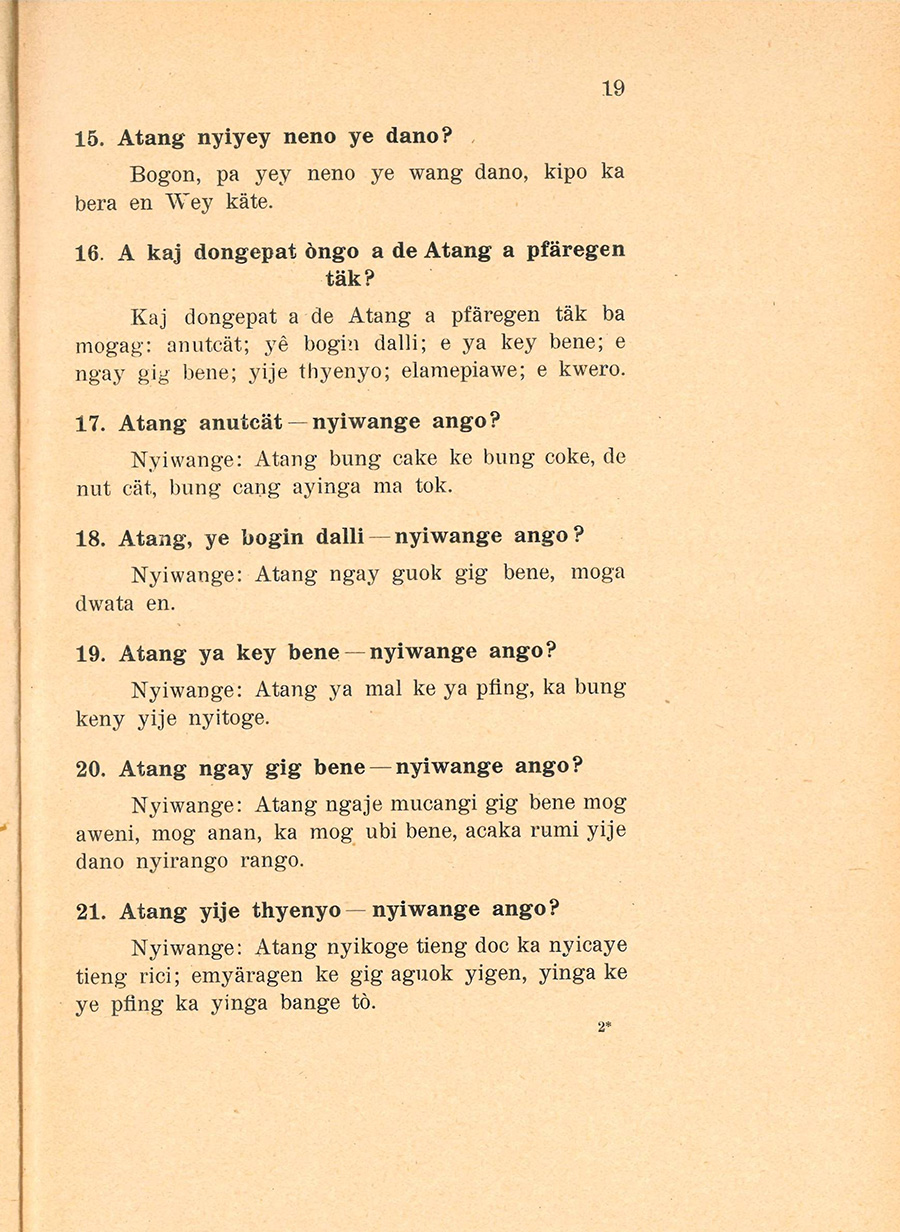 19
15. Atang nyiyey neno ye dano?
Bogon, pa yey neno ye wang dano, kipo ka
bera en Wey käte.
16. A kaj dongepat òngo a de Atang a pfäregen
täk?
Kaj dongepat a de Atang a pfäregen täk ba
mogag: anutcät; yê bogin dalli; e ya key bene; e
ngay gig bene; yije thyenyo; elamepiawe; e kwero.
17. Atang anutcät — nyiwange ango?
Nyiwange: Atang bung cake ke bung coke, de
nut cät, bung cang ayinga ma tok.
18. Atang, ye bogin dalli — nyiwange ango?
Nyiwange: Atang ngay guok gig bene, moga
dwata en.
19. Atang ya key bene — nyiwange ango?
Nyiwange: Atang ya mal ke ya pfing, ka bung
keny yije nyitoge.
20. Atang ngay gig bene — nyiwange ango?
Nyiwange: Atang ngaje mucangi gig bene mog
aweni, mog anan, ka mog ubi bene, acaka rumi yije
dano nyirango rango.
21. Atang yije thyenyo — nyiwange ango?
Nyiwange: Atang nyikoge tieng doc ka nyicaye
tieng rici; emyäragen ke gig aguok yigen, yinga ke
ye pfing ka yinga bange tò.
2*